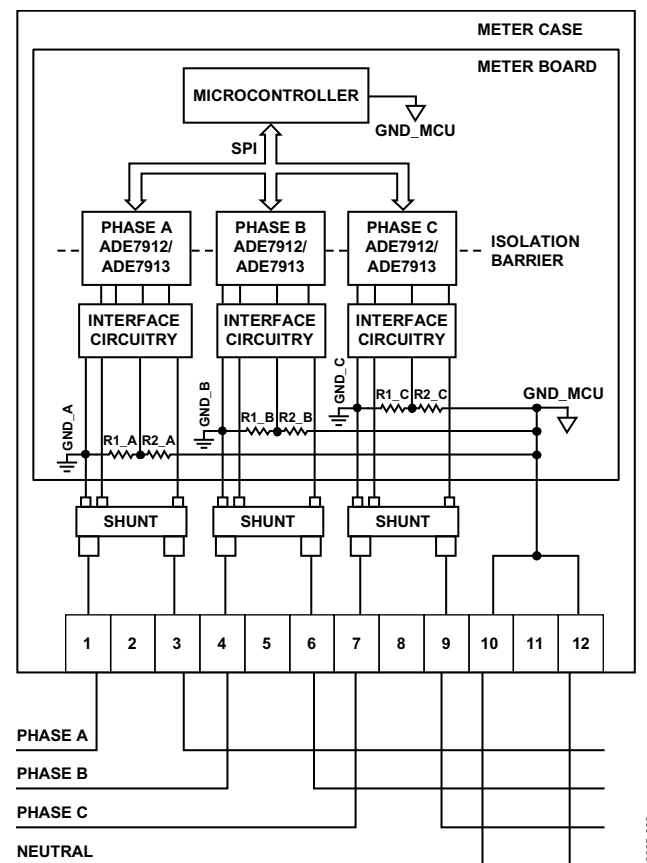 METER CASE
METER BOARD
MICROCONTROLLER
GND_MCU
SPI
PHASE A
ADE7912/
ADE7913
PHASE B
ADE7912/
ADE7913
PHASE C
ADE7912/
ADE7913
ISOLATION
BARRIER
INTERFACE
CIRCUITRY
INTERFACE
CIRCUITRY
INTERFACE
CIRCUITRY
GND_A
R1_A R2_A
GND_B
R1_B R2_B
GND_C
R1_C R2_C
GND_MCU
SHUNT
SHUNT
SHUNT
1 2 3 4 5 6 7 8 9 10 11 12
PHASE A
PHASE B
PHASE C
NEUTRAL